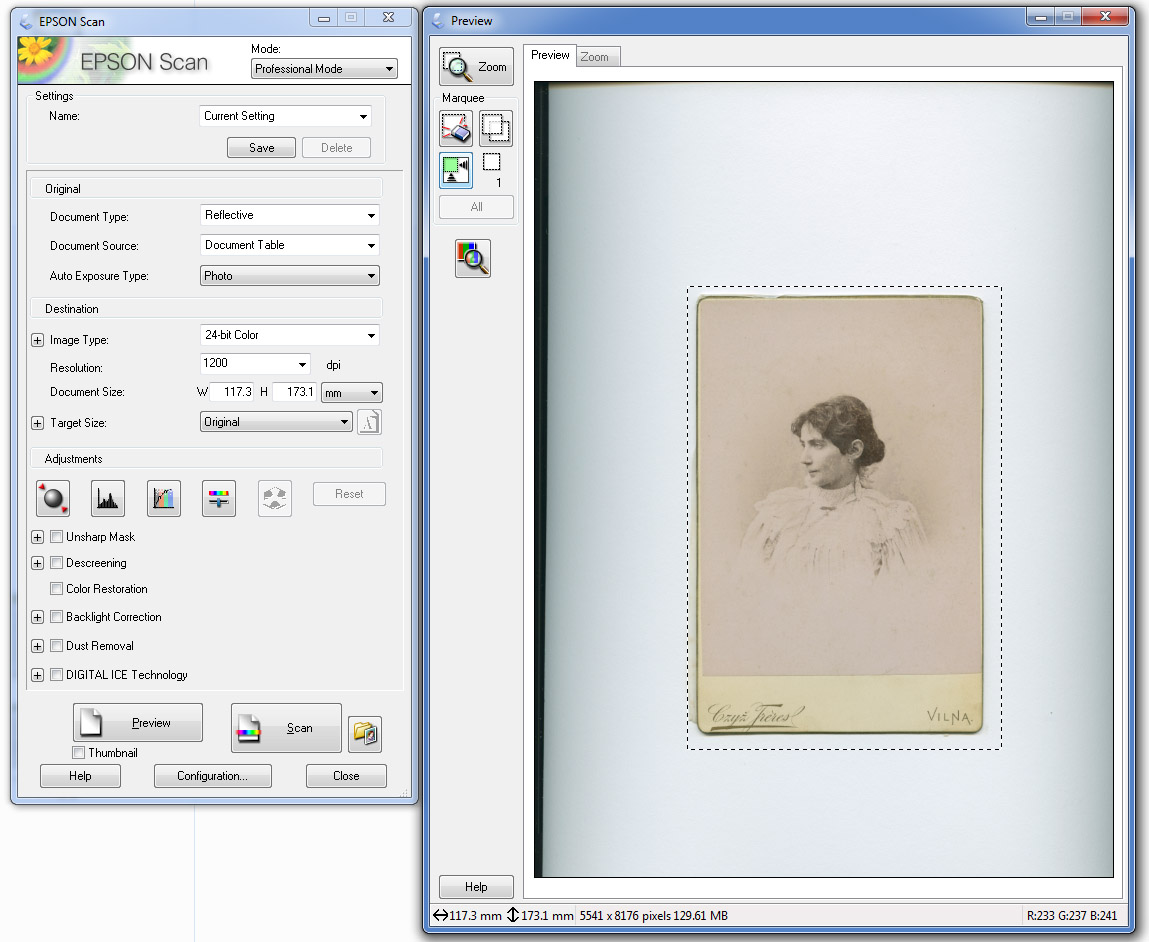 EPSON Scan
EPSON Scan
Mode:
Professional Mode
Settings
Name:
Current Setting
Save
Delete
Original
Document Type:
Reflective
Document Source:
Document Table
Auto Exposure Type:
Photo
Destination
Image Type:
24-bit Color
Resolution:
1200
dpi
Document Size:
W 117.3 H 173.1 mm
Target Size:
Original
Adjustments
Reset
Unsharp Mask
Descreening
Color Restoration
Backlight Correction
Dust Removal
DIGITAL ICE Technology
Preview
Scan
Thumbnail
Help
Configuration...
Close
Preview
Zoom
Marquee
1
All
Help
Preview
Zoom
Czyż Frères
VILNA.
117.3 mm 173.1 mm 5541 x 8176 pixels 129.61 MB
R:233 G:237 B:241